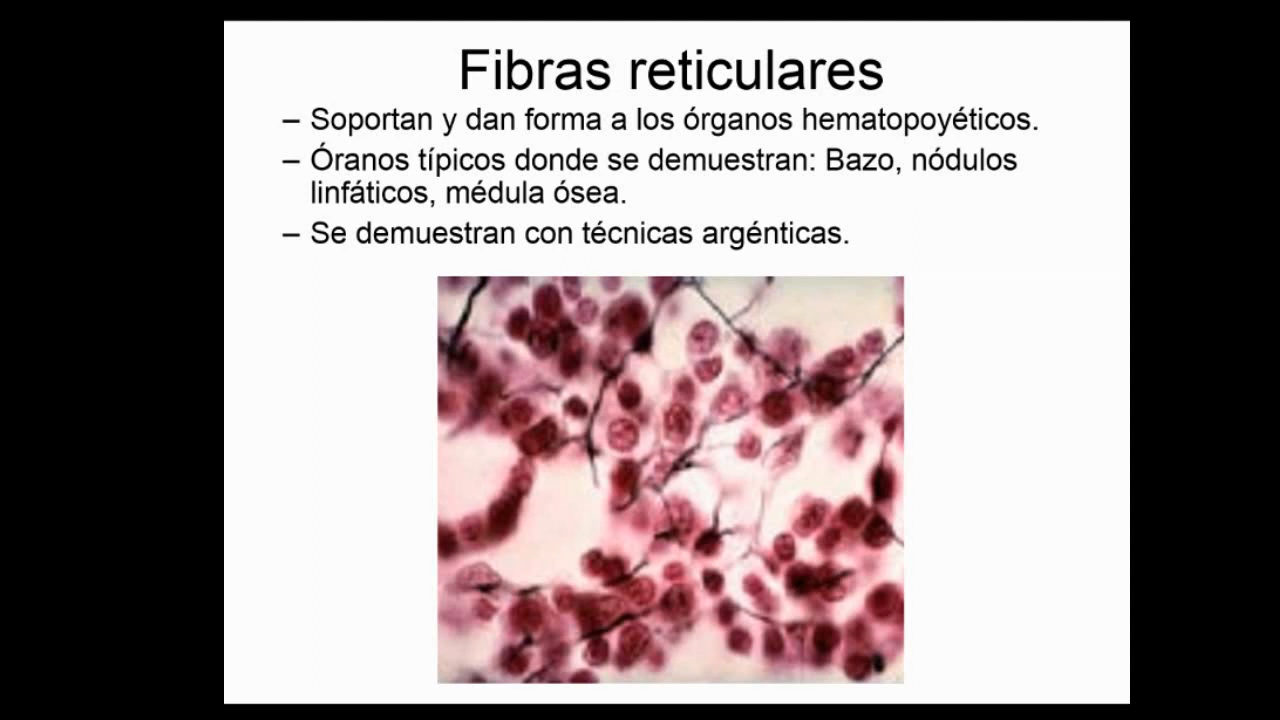 Fibras reticulares
– Soportan y dan forma a los órganos hematopoyéticos.
– Óranos típicos donde se demuestran: Bazo, nódulos
linfáticos, médula ósea.
– Se demuestran con técnicas argénticas.